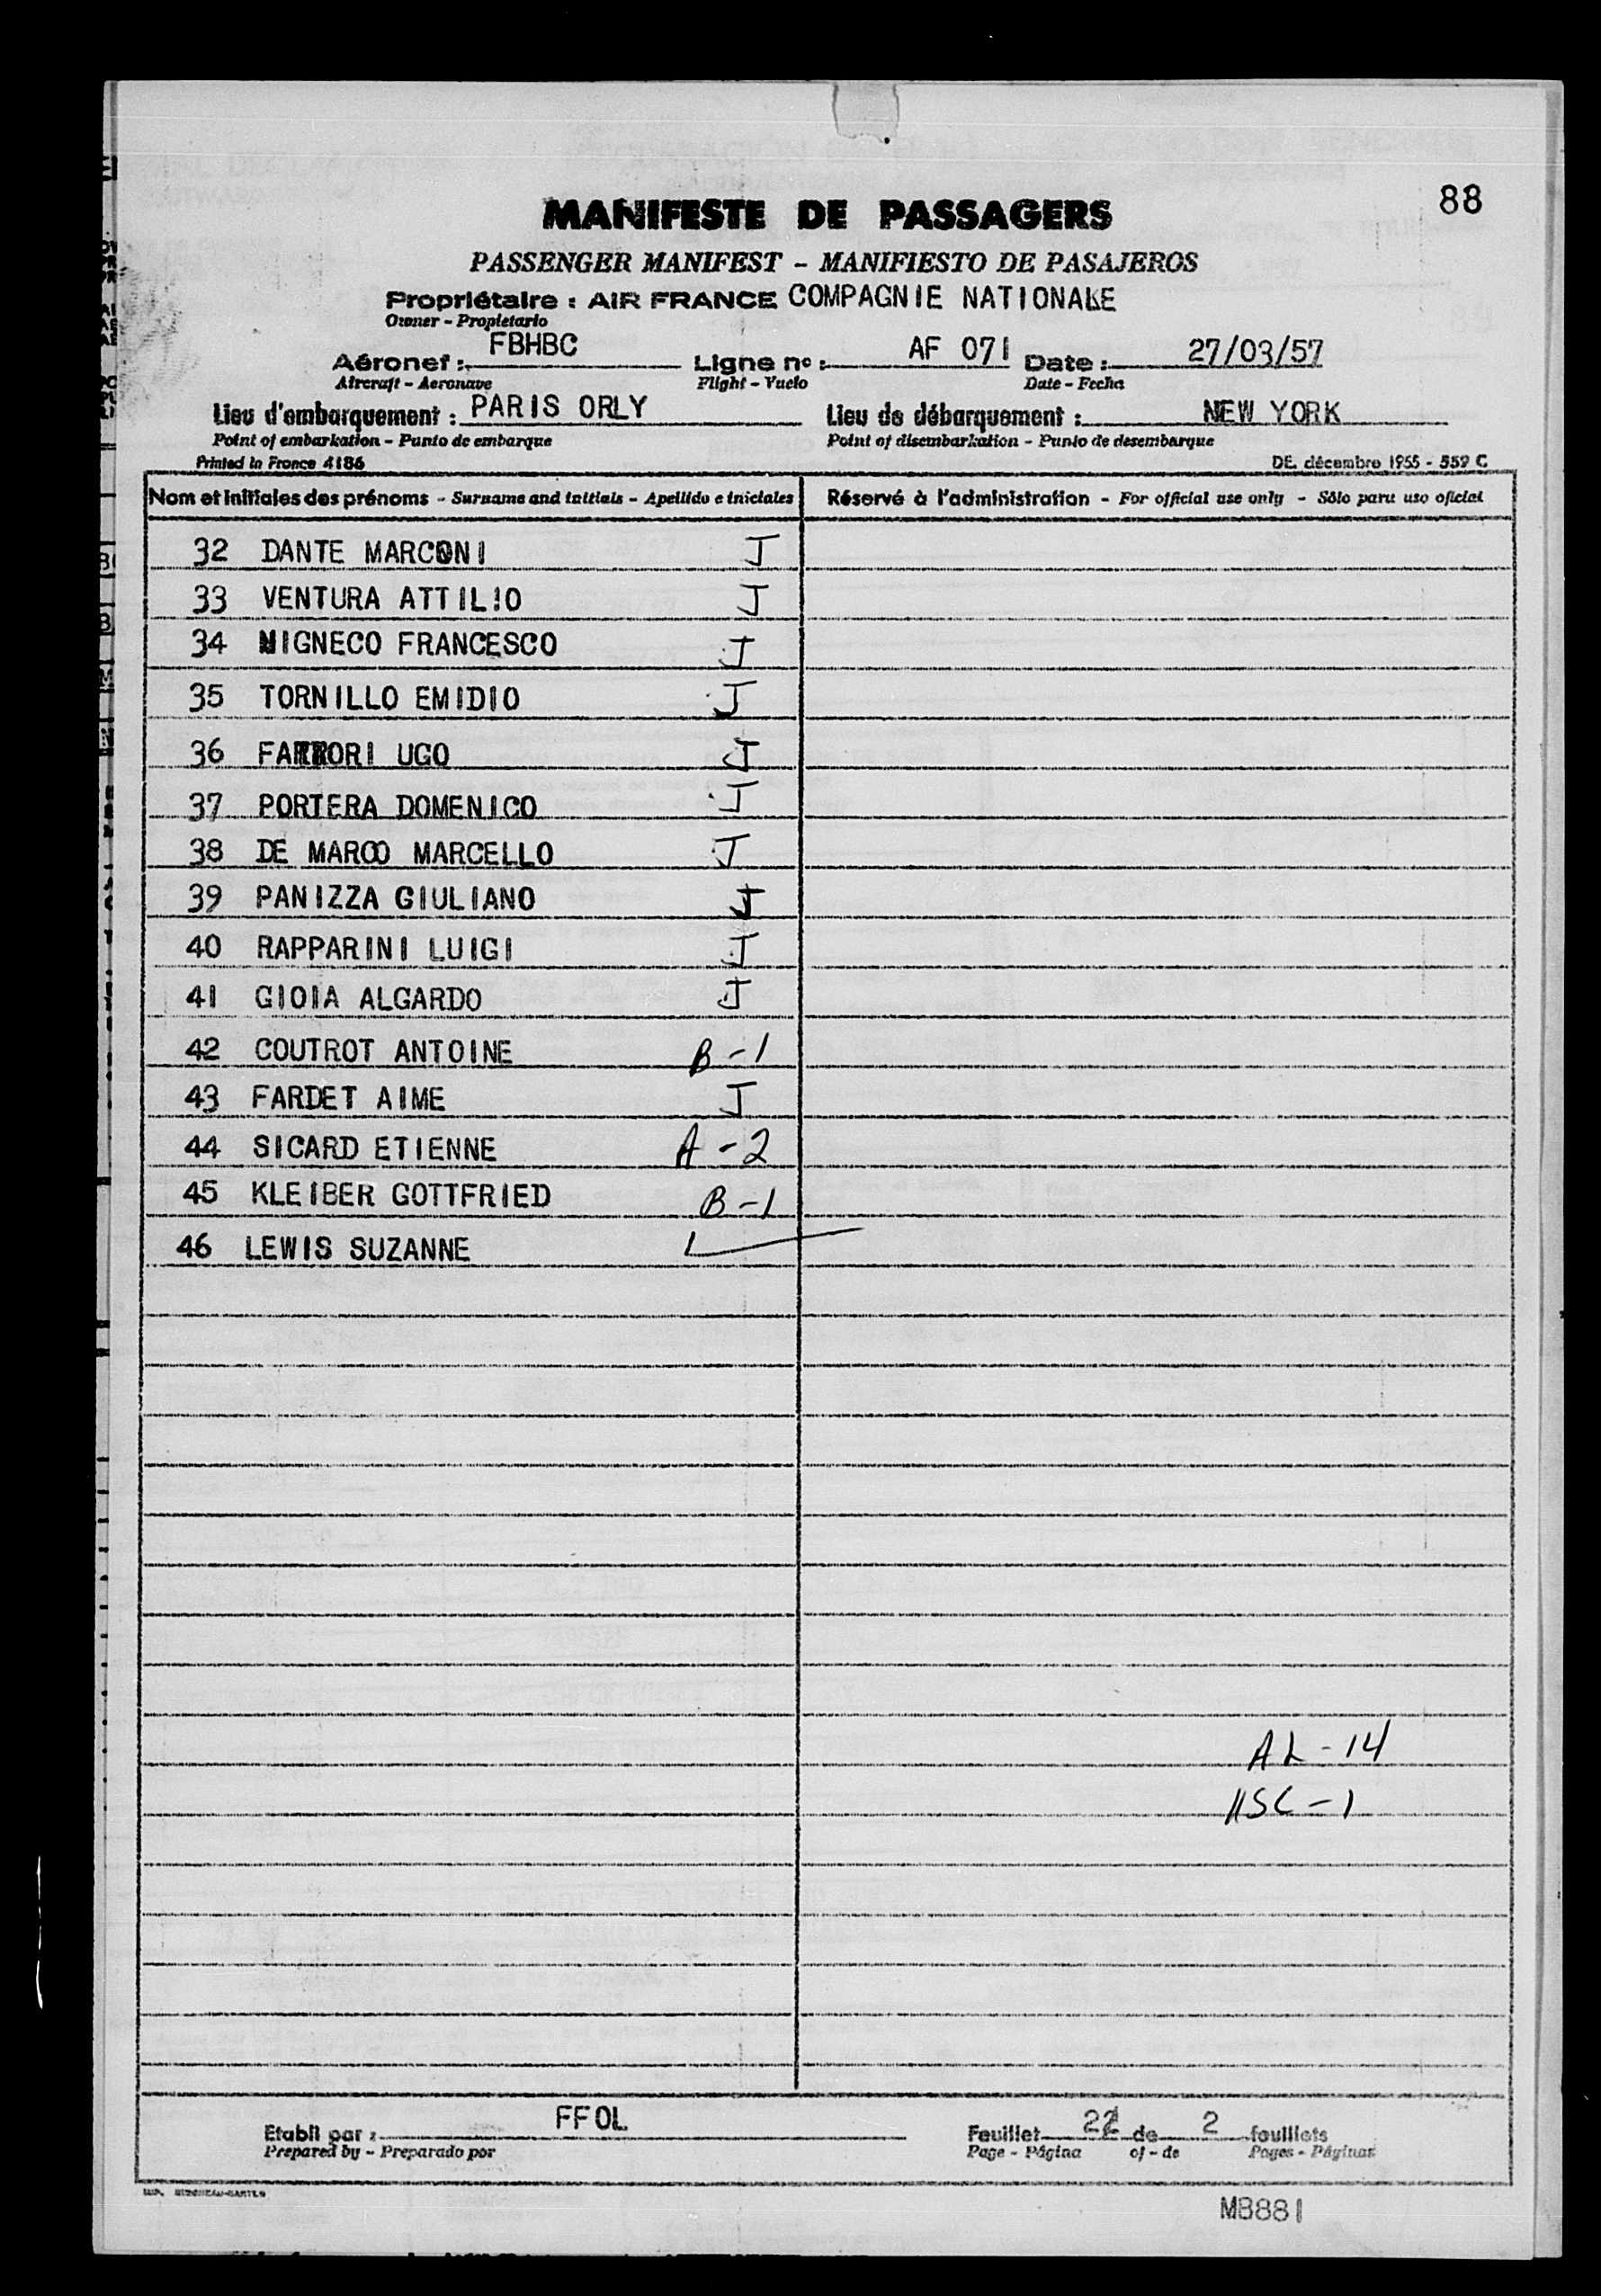 88
MANIFESTE DE PASSAGERS
PASSENGER MANIFEST - MANIFIESTO DE PASAJEROS
Propriétaire : AIR FRANCE COMPAGNIE NATIONALE
Owner - Propietario
Aéronef : FBHBC Ligne nº : AF 071 Date : 27/03/57
Aircraft - Aeronave Flight - Vuelo Date - Fecha
Lieu d'embarquement : PARIS ORLY Lieu de débarquement : NEW YORK
Point of embarkation - Punto de embarque Point of disembarkation - Punto de desembarque
Printed in France 4186 DE. décembre 1955 - 559 C
Nom et initiales des prénoms - Surname and initials - Apellido e iniciales Réservé à l'administration - For official use only - Sólo para uso oficial
32 DANTE MARCONI J
33 VENTURA ATTILIO J
34 MIGNECO FRANCESCO J
35 TORNILLO EMIDIO J
36 UGO J
37 PORTERA DOMENICO J
38 DE MARCO MARCELLO J
39 PANIZZA GIULIANO J
40 RAPPARINI LUIGI J
41 GIOIA ALGARDO J
42 COUTROT ANTOINE B-1
43 FARDET AIME J
44 SICARD ETIENNE A-2
45 KLEIBER GOTTFRIED B-1
46 LEWIS SUZANNE
AL-14
USC-1
Etabli par : FFOL Feuillet 22 de 2 feuillets
Prepared by - Preparado por Page - Página of - de Pages - Páginas
M8881